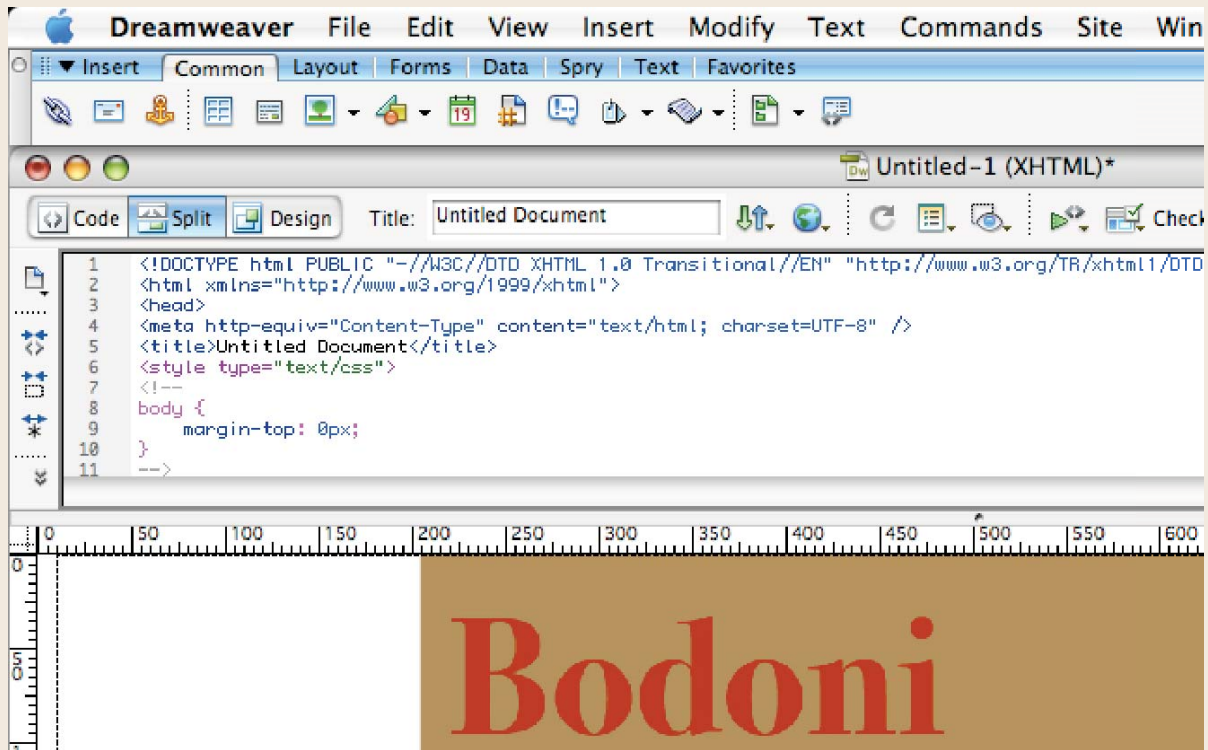 Dreamweaver File Edit View Insert Modify Text Commands Site Win
Insert Common Layout Forms Data Spry Text Favorites
19
Dw Untitled-1 (XHTML)*
Code Split Design Title: Untitled Document Check
1 <!DOCTYPE html PUBLIC "-//W3C//DTD XHTML 1.0 Transitional//EN" "http://www.w3.org/TR/xhtml1/DTD
2 <html xmlns="http://www.w3.org/1999/xhtml">
3 <head>
4 <meta http-equiv="Content-Type" content="text/html; charset=UTF-8" />
5 <title>Untitled Document</title>
6 <style type="text/css">
7 <!--
8 body {
9 margin-top: 0px;
10 }
11 -->
0 50 100 150 200 250 300 350 400 450 500 550 600
0
50
Bodoni